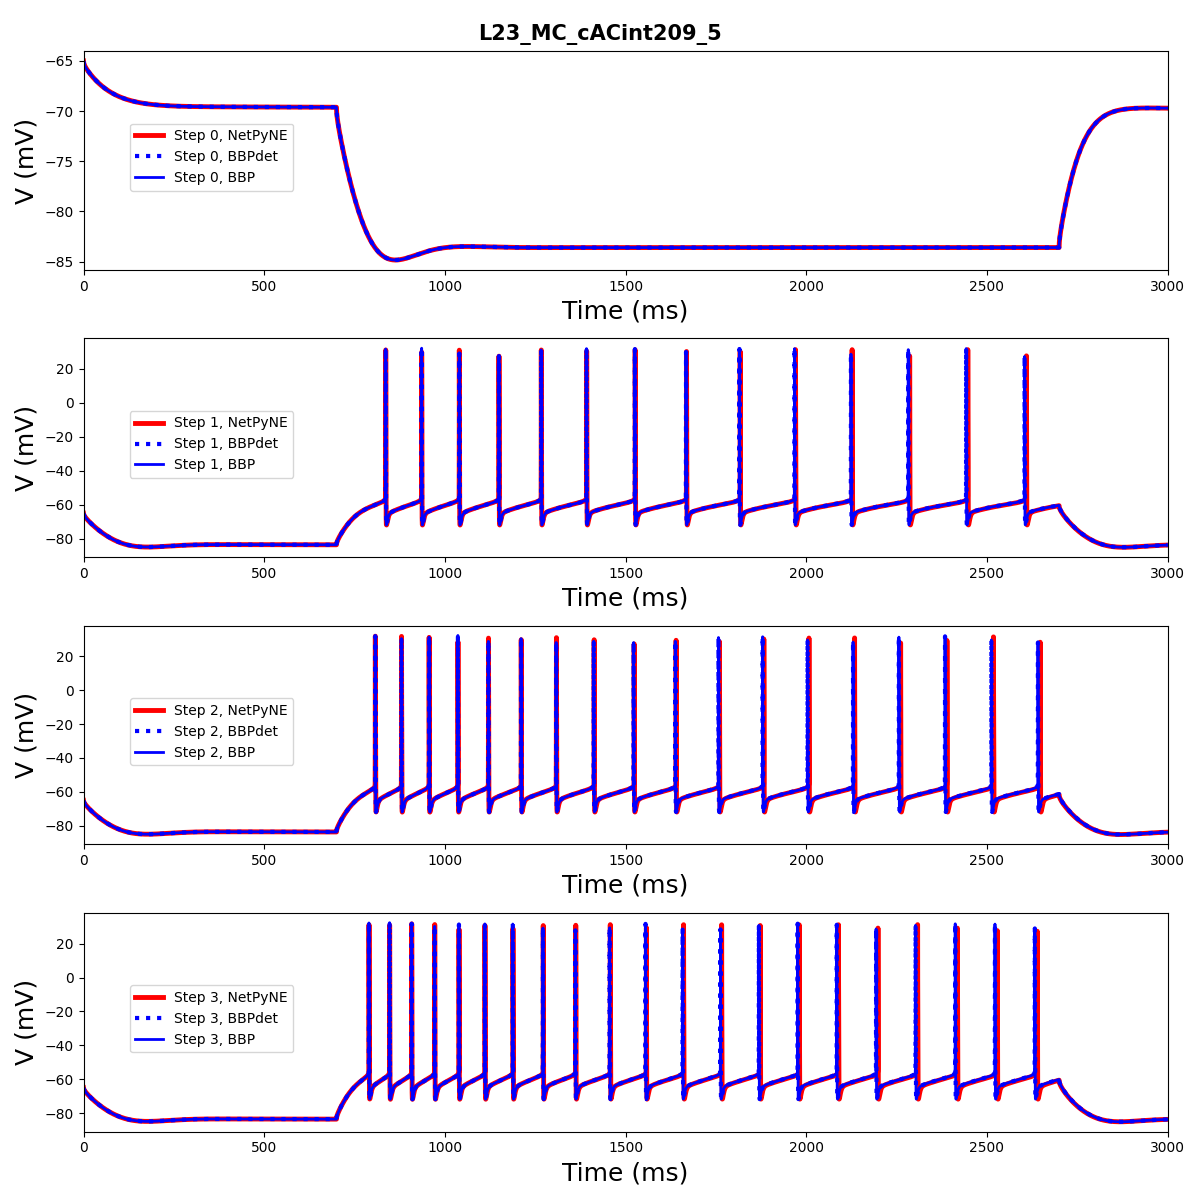 L23_MC_cACint209_5
−65
−70
−75
−80
−85
V (mV)
Step 0, NetPyNE
Step 0, BBPdet
Step 0, BBP
0 500 1000 1500 2000 2500 3000
Time (ms)
20
0
−20
−40
−60
−80
V (mV)
Step 1, NetPyNE
Step 1, BBPdet
Step 1, BBP
0 500 1000 1500 2000 2500 3000
Time (ms)
20
0
−20
−40
−60
−80
V (mV)
Step 2, NetPyNE
Step 2, BBPdet
Step 2, BBP
0 500 1000 1500 2000 2500 3000
Time (ms)
20
0
−20
−40
−60
−80
V (mV)
Step 3, NetPyNE
Step 3, BBPdet
Step 3, BBP
0 500 1000 1500 2000 2500 3000
Time (ms)